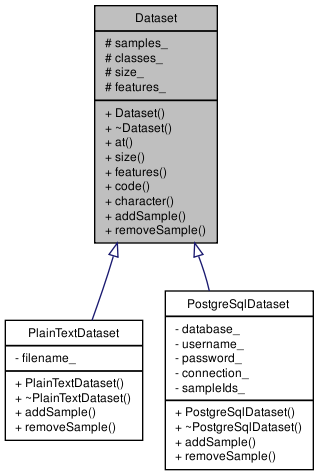 Dataset
# samples_
# classes_
# size_
# features_
+ Dataset()
+ ~Dataset()
+ at()
+ size()
+ features()
+ code()
+ character()
+ addSample()
+ removeSample()
PlainTextDataset
- filename_
+ PlainTextDataset()
+ ~PlainTextDataset()
+ addSample()
+ removeSample()
PostgreSqlDataset
- database_
- username_
- password_
- connection_
- sampleIds_
+ PostgreSqlDataset()
+ ~PostgreSqlDataset()
+ addSample()
+ removeSample()